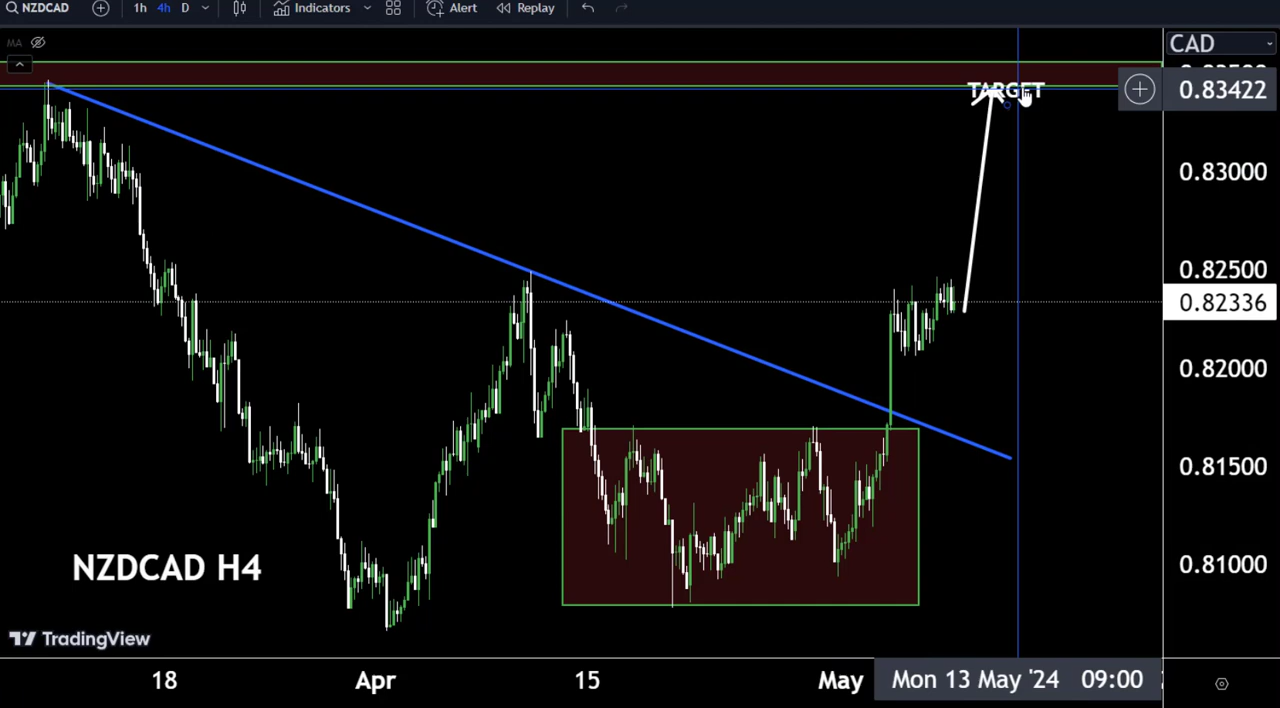 NZDCAD 1h 4h D Indicators Alert Replay
MA
CAD
TARGET
0.83422
0.83000
0.82500
0.82336
0.82000
0.81500
0.81000
NZDCAD H4
TradingView
18 Apr 15 May Mon 13 May '24 09:00